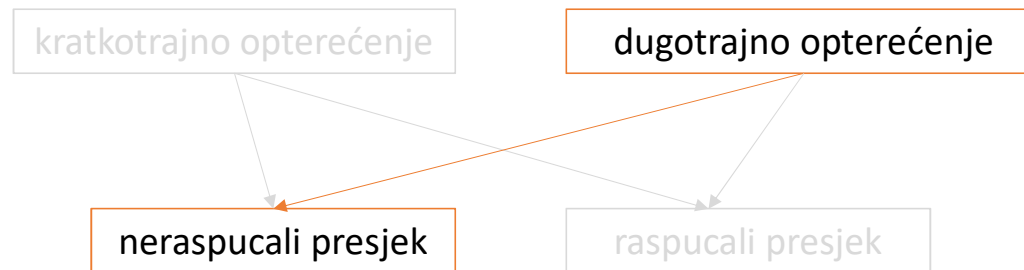 kratkotrajno opterećenje
dugotrajno opterećenje
neraspucali presjek
raspucali presjek